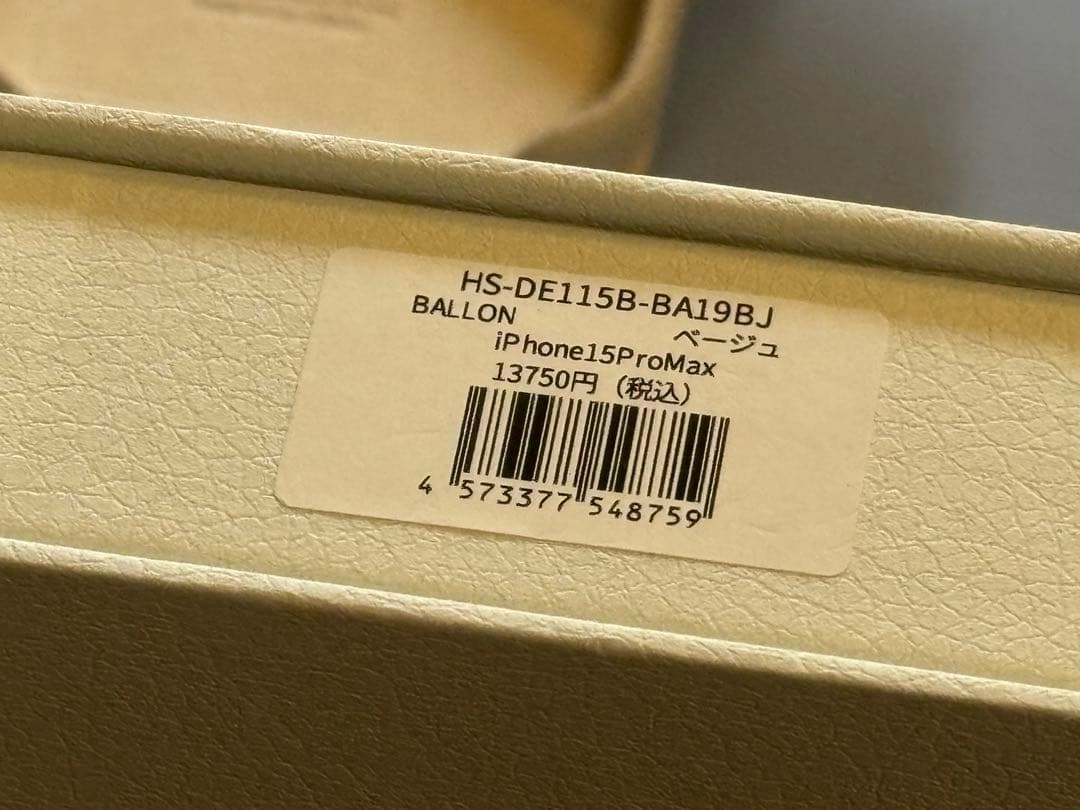 HS-DE115B-BA19BJ
BALLON
ベージュ
iPhone15ProMax
13750円 (税込)
4 573377 548759